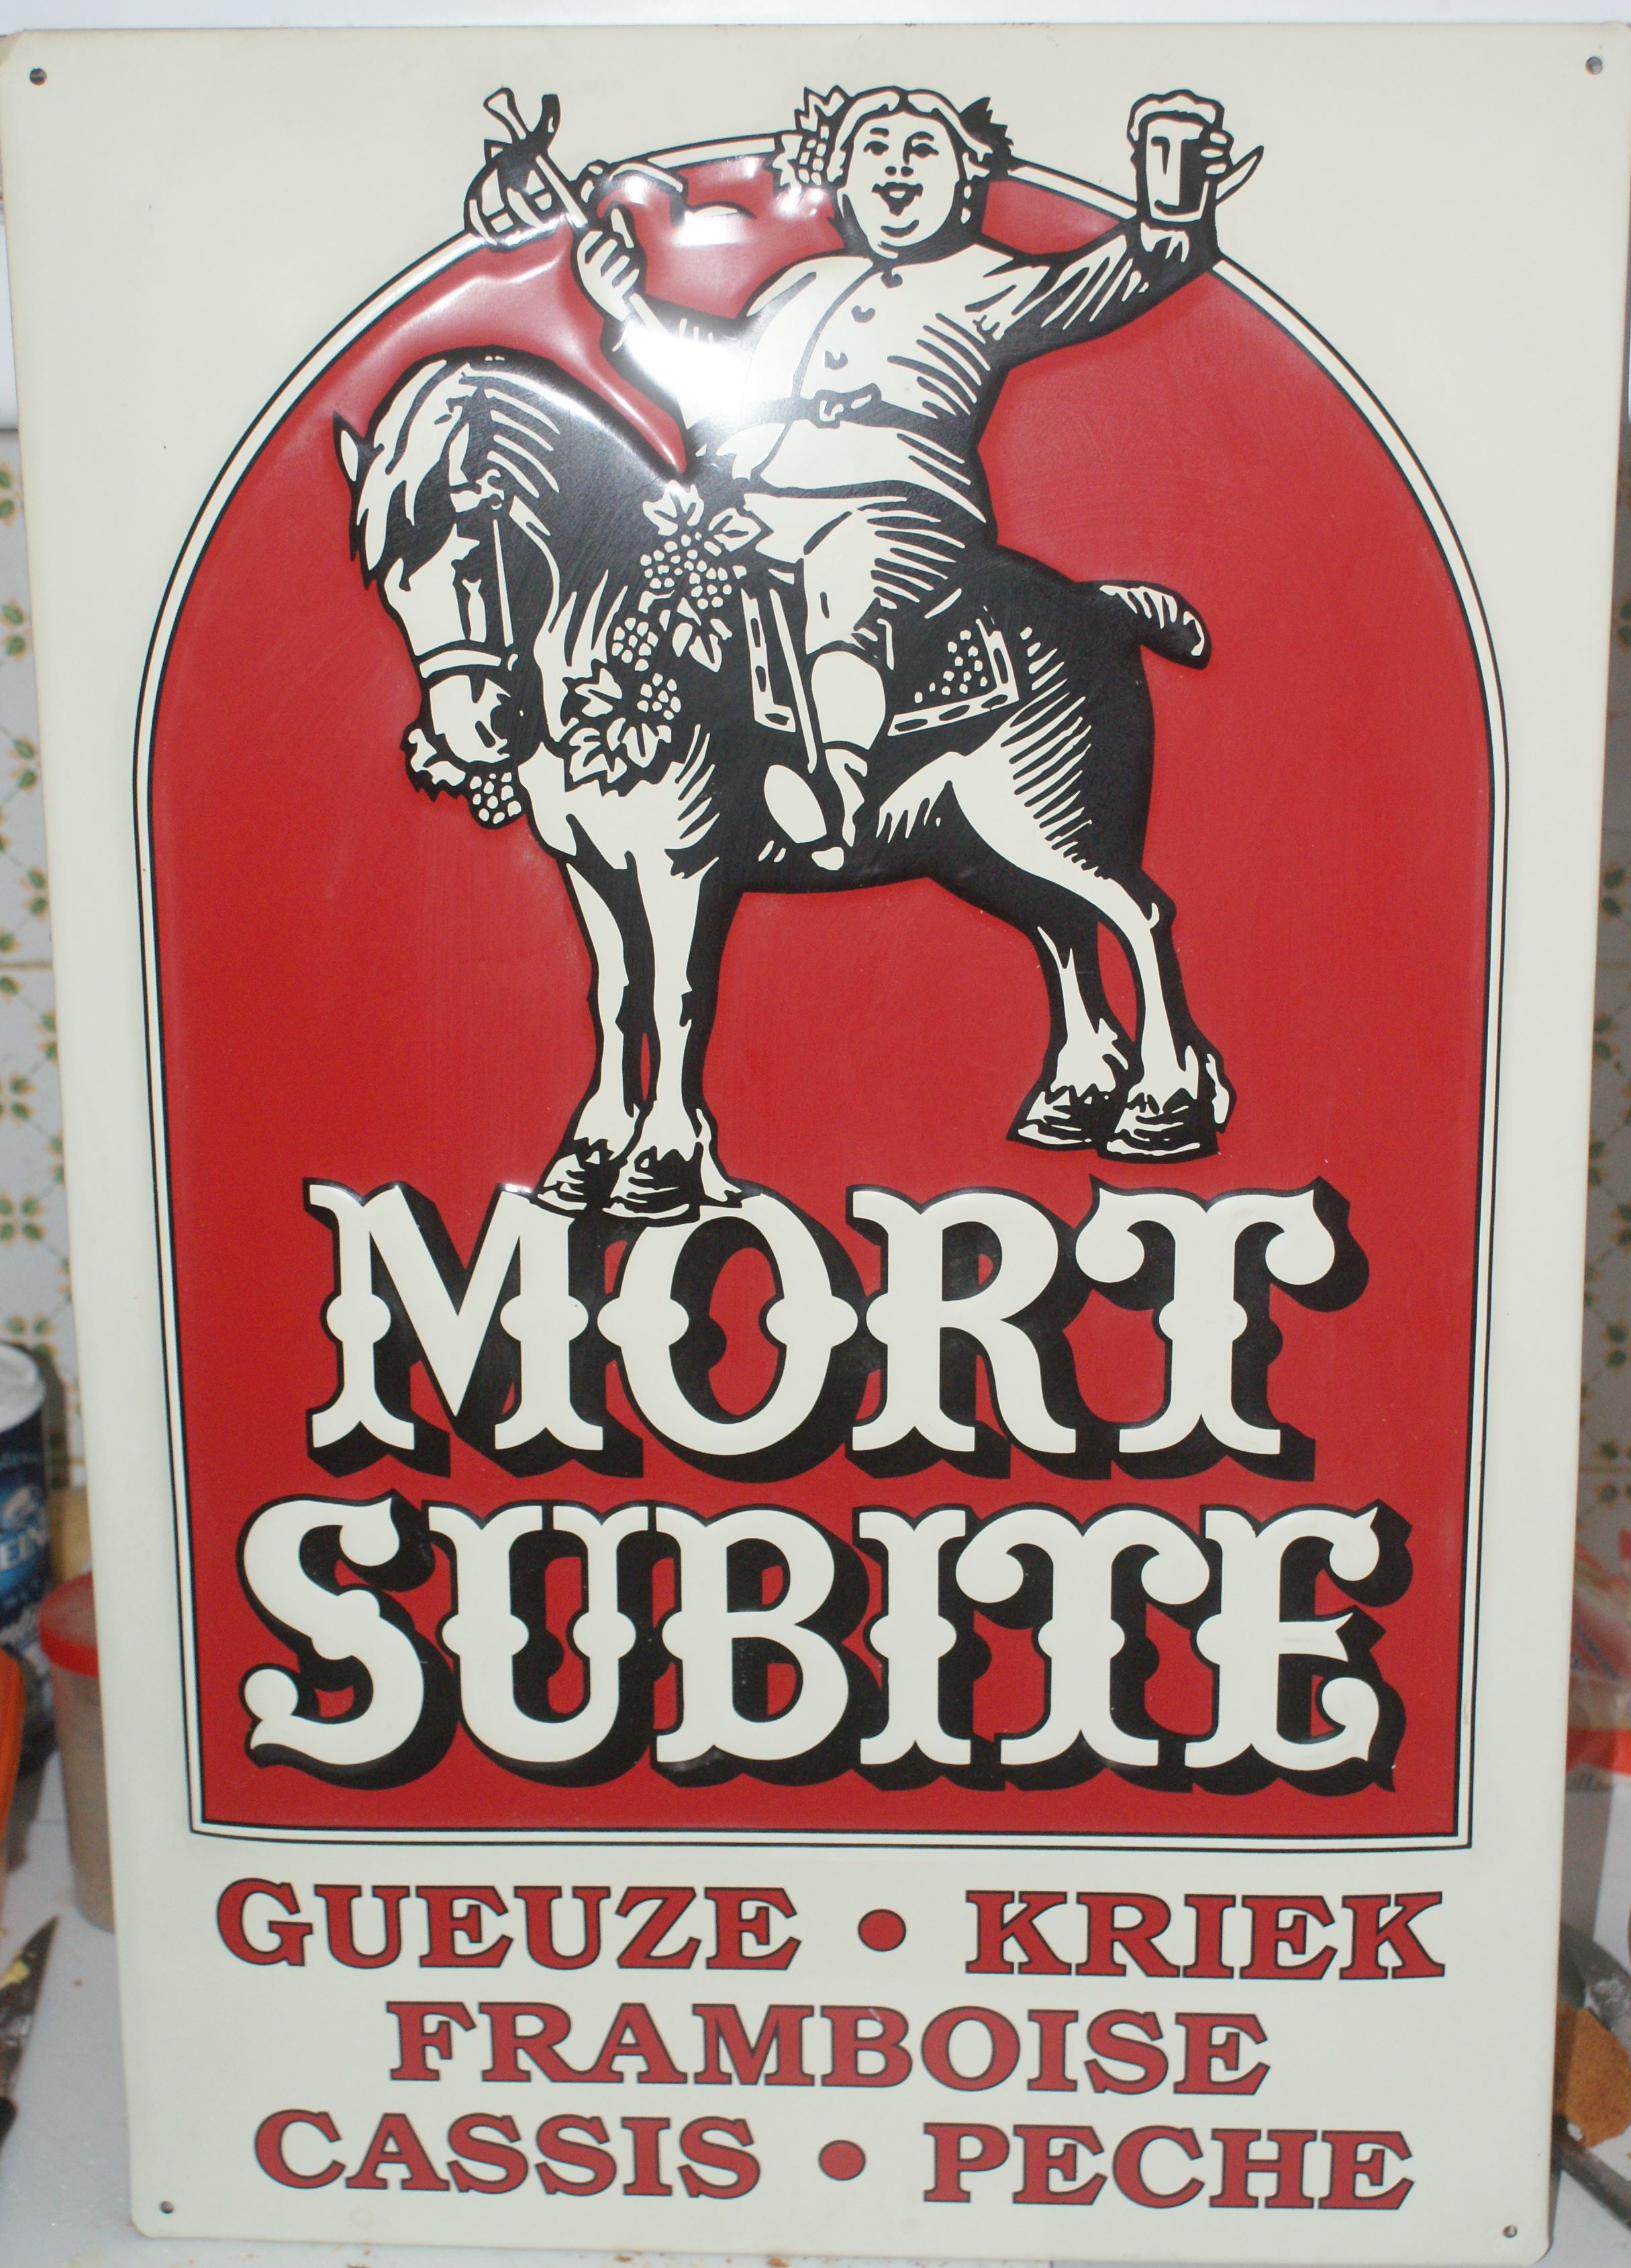 MORT
SUBITE
GUEUZE • KRIEK
FRAMBOISE
CASSIS • PECHE